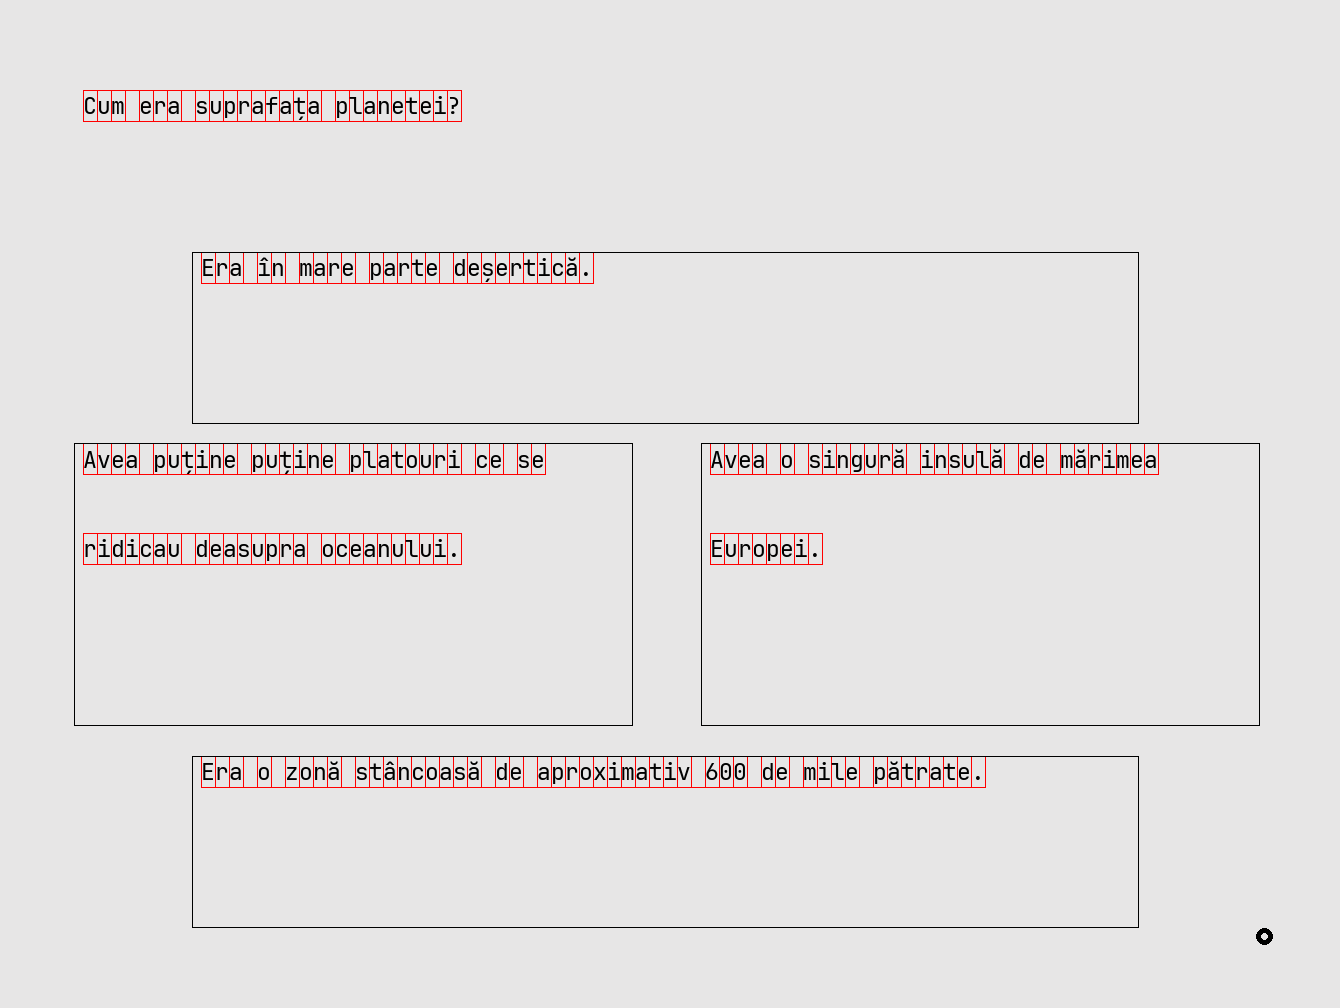 Cum era suprafața planetei?
Era în mare parte deșertică.
Avea puține puține platouri ce se
ridicau deasupra oceanului.
Avea o singură insulă de mărimea
Europei.
Era o zonă stâncoasă de aproximativ 600 de mile pătrate.